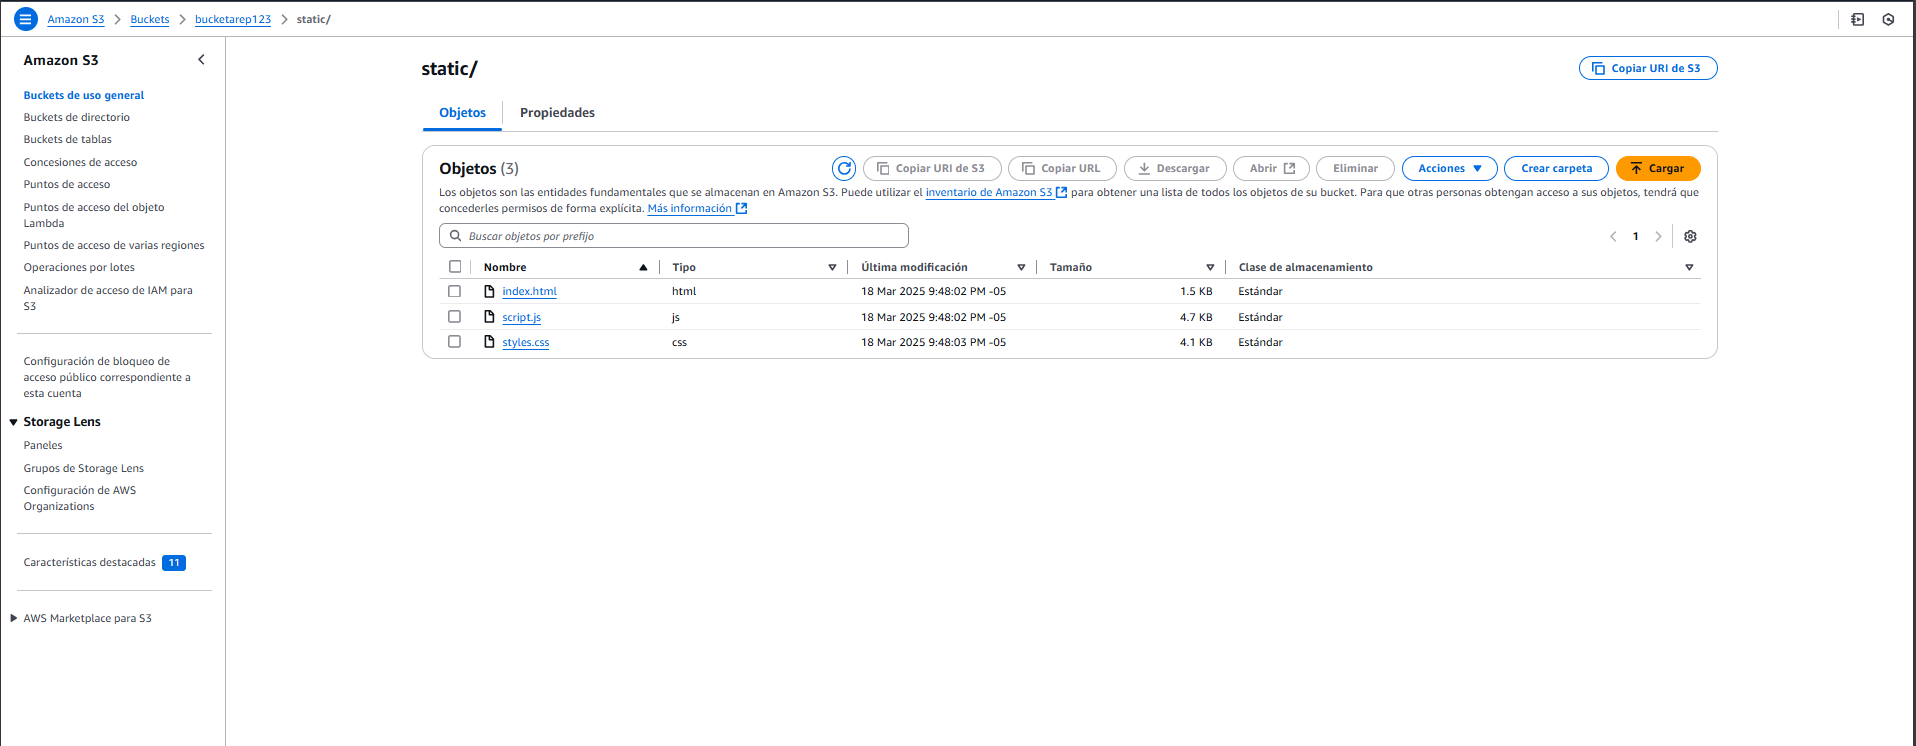 Amazon S3 > Buckets > bucketarep123 > static/
Amazon S3
Buckets de uso general
Buckets de directorio
Buckets de tablas
Concesiones de acceso
Puntos de acceso
Puntos de acceso del objeto
Lambda
Puntos de acceso de varias regiones
Operaciones por lotes
Analizador de acceso de IAM para
S3
Configuración de bloqueo de
acceso público correspondiente a
esta cuenta
Storage Lens
Paneles
Grupos de Storage Lens
Configuración de AWS
Organizations
Características destacadas 11
AWS Marketplace para S3
static/
Copiar URI de S3
Objetos Propiedades
Objetos (3) Copiar URI de S3 Copiar URL Descargar Abrir Eliminar Acciones Crear carpeta Cargar
Los objetos son las entidades fundamentales que se almacenan en Amazon S3. Puede utilizar el inventario de Amazon S3 para obtener una lista de todos los objetos de su bucket. Para que otras personas obtengan acceso a sus objetos, tendrá que
concederles permisos de forma explícita. Más información
Buscar objetos por prefijo
1
Nombre Tipo Última modificación Tamaño Clase de almacenamiento
index.html html 18 Mar 2025 9:48:02 PM -05 1.5 KB Estándar
script.js js 18 Mar 2025 9:48:02 PM -05 4.7 KB Estándar
styles.css css 18 Mar 2025 9:48:03 PM -05 4.1 KB Estándar